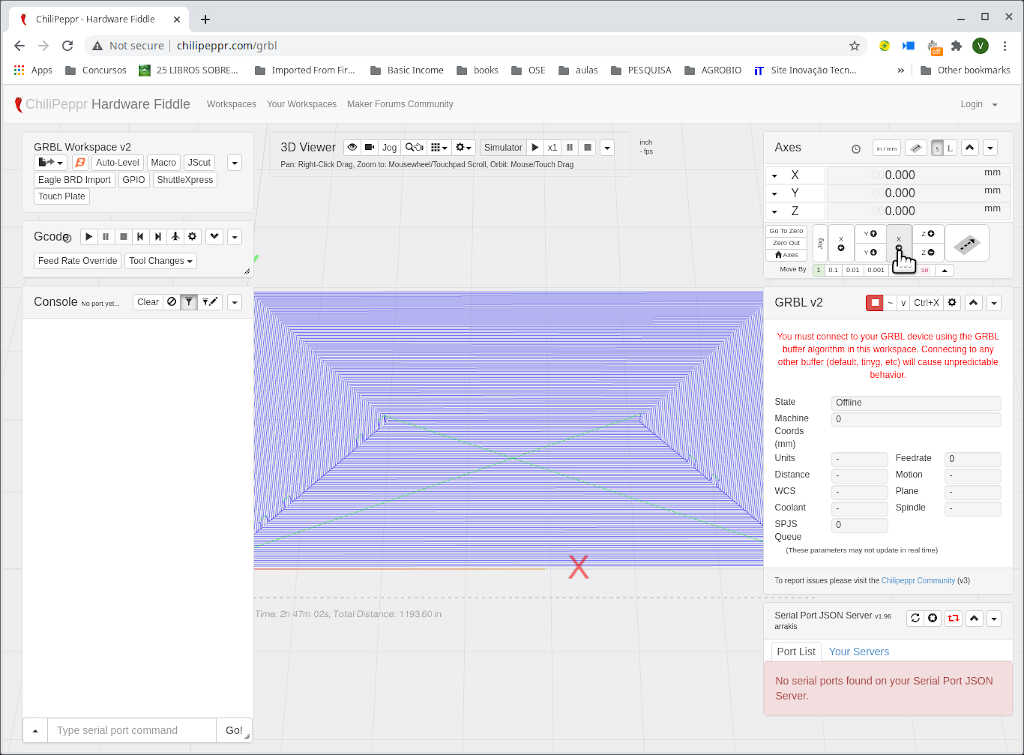 ChiliPeppr - Hardware Fiddle
Not secure | chilipeppr.com/grbl
off
V
Apps Concursos 25 LIBROS SOBRE... Imported From Fir... Basic Income books OSE aulas PESQUISA AGROBIO iT Site Inovação Tecn... » Other bookmarks
ChiliPeppr Hardware Fiddle Workspaces Your Workspaces Maker Forums Community Login
GRBL Workspace v2
Auto-Level Macro JScut
Eagle BRD Import GPIO ShuttleXpress
Touch Plate
3D Viewer Jog Simulator x1
Pan: Right-Click Drag, Zoom to: Mousewheel/Touchpad Scroll, Orbit: Mouse/Touch Drag
inch
- fps
Axes in / mm L
X 0.000 mm
Y 0.000 mm
Z 0.000 mm
Go To Zero
Zero Out
Axes
Jog X Y X Z
Y Z
Move By 1 0.1 0.01 0.001
Gcode
Feed Rate Override Tool Changes
Console No port yet... Clear
X
Time: 2h 47m 02s, Total Distance: 1193.60 in
Type serial port command Go!
GRBL v2 ~ v Ctrl+X
You must connect to your GRBL device using the GRBL
buffer algorithm in this workspace. Connecting to any
other buffer (default, tinyg, etc) will cause unpredictable
behavior.
State Offline
Machine 0
Coords
(mm)
Units - Feedrate 0
Distance - Motion -
WCS - Plane -
Coolant - Spindle -
SPJS 0
Queue
(These parameters may not update in real time)
To report issues please visit the Chilipeppr Community (v3)
Serial Port JSON Server v1.96
arrakis
Port List Your Servers
No serial ports found on your Serial Port JSON
Server.